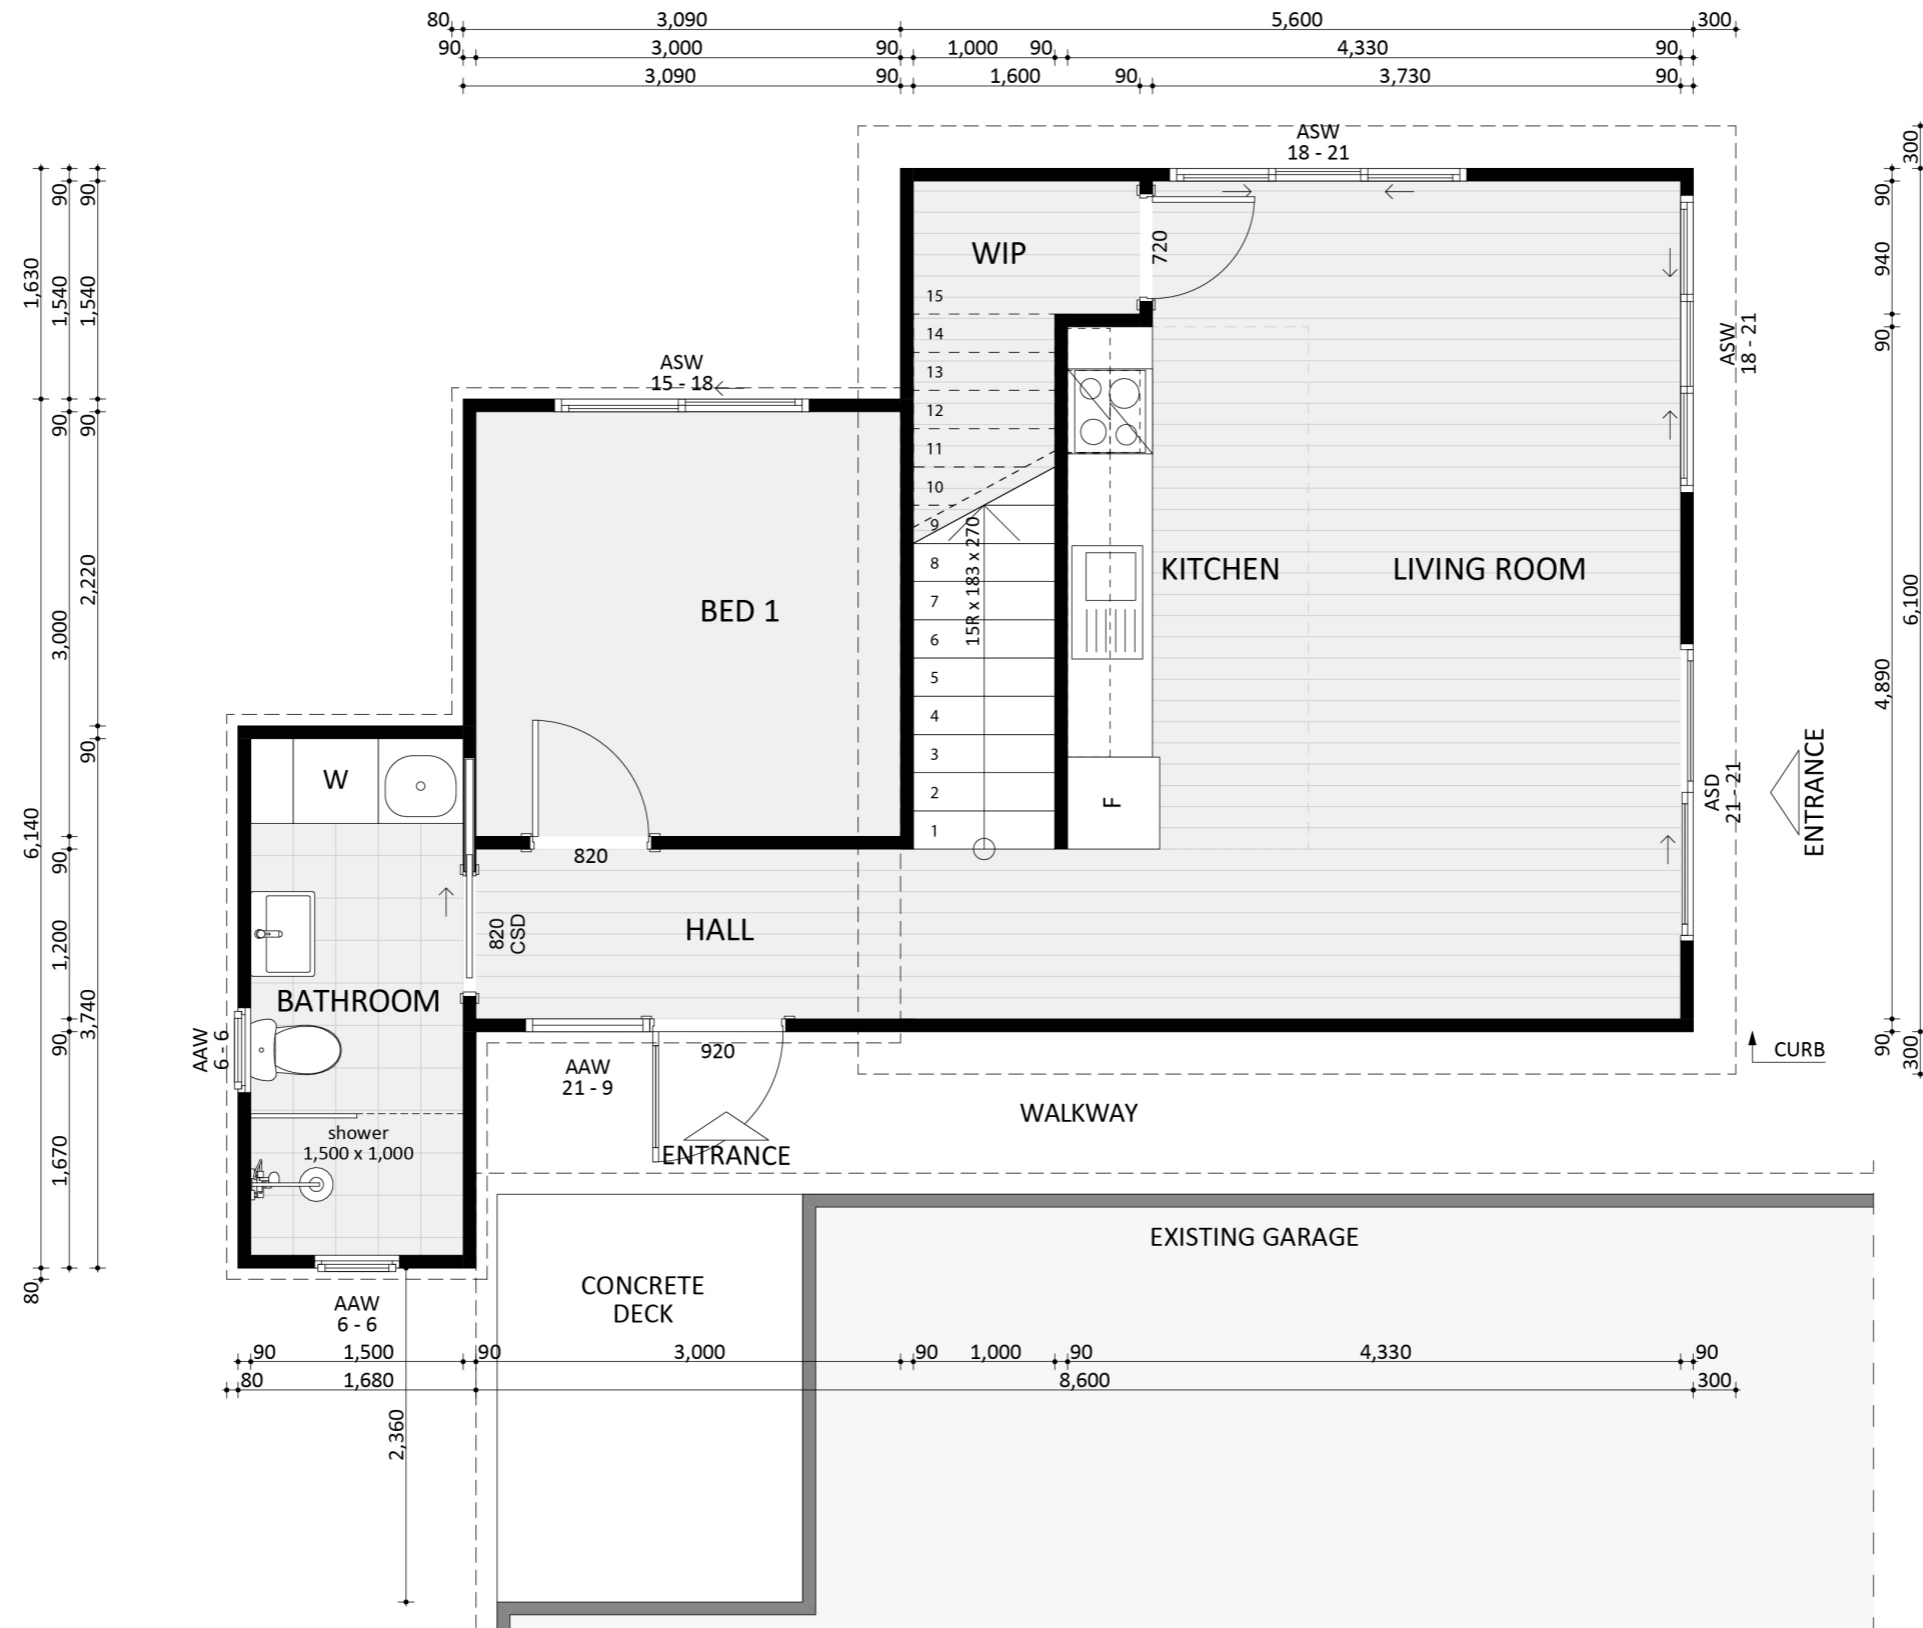 80 3,090 5,600 300
90 3,000 90 1,000 90 4,330 90
3,090 90 1,600 90 3,730 90
ASW
18 - 21
300
90 90 90
1,630 1,540 1,540
940
90
WIP
720
15
14
13
12
11
10
9
8
7
6
5
4
3
2
1
15R x 183 x 270
ASW
15 - 18
ASW
18 - 21
90 90
2,220
3,000
BED 1
KITCHEN
LIVING ROOM
6,100
4,890
90
W
F
ASD
21 - 21
ENTRANCE
6,140
90
820
1,200
820
CSD
HALL
BATHROOM
3,740
90
AAW
6 - 6
920
AAW
21 - 9
CURB
90
300
WALKWAY
shower
1,500 x 1,000
ENTRANCE
1,670
EXISTING GARAGE
80
CONCRETE
DECK
AAW
6 - 6
90 1,500 90 3,000 90 1,000 90 4,330 90
80 1,680 8,600 300
2,360